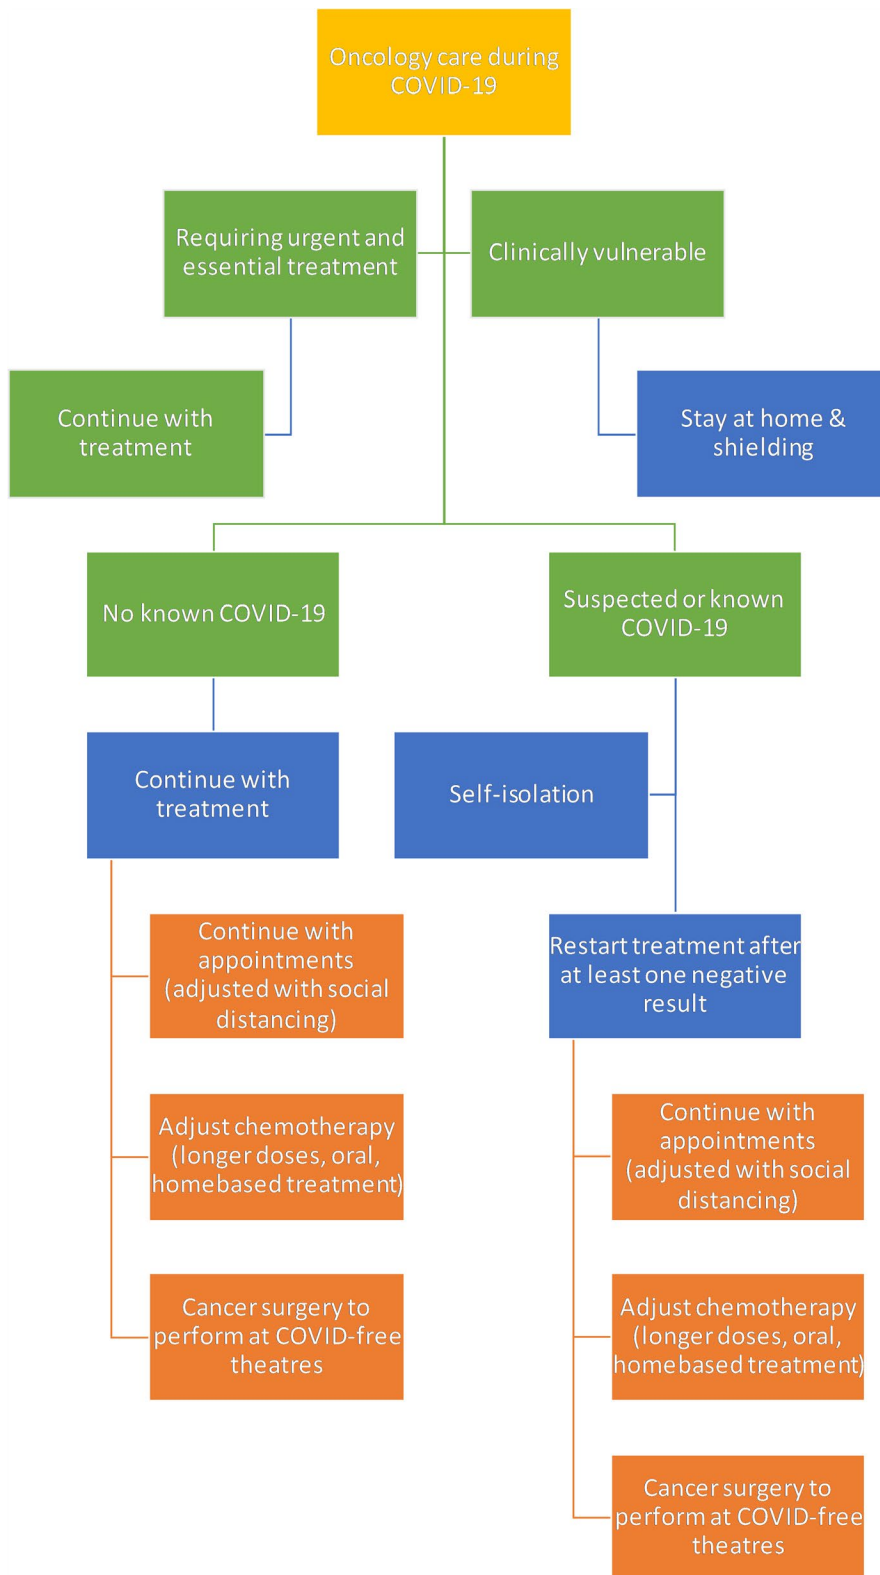 Oncology care during
COVID-19
Requiring urgent and
essential treatment
Clinically vulnerable
Continue with
treatment
Stay at home &
shielding
No known COVID-19
Suspected or known
COVID-19
Continue with
treatment
Self-isolation
Continue with
appointments
(adjusted with social
distancing)
Restart treatment after
at least one negative
result
Adjust chemotherapy
(longer doses, oral,
homebased treatment)
Continue with
appointments
(adjusted with social
distancing)
Cancer surgery to
perform at COVID-free
theatres
Adjust chemotherapy
(longer doses, oral,
homebased treatment)
Cancer surgery to
perform at COVID-free
theatres